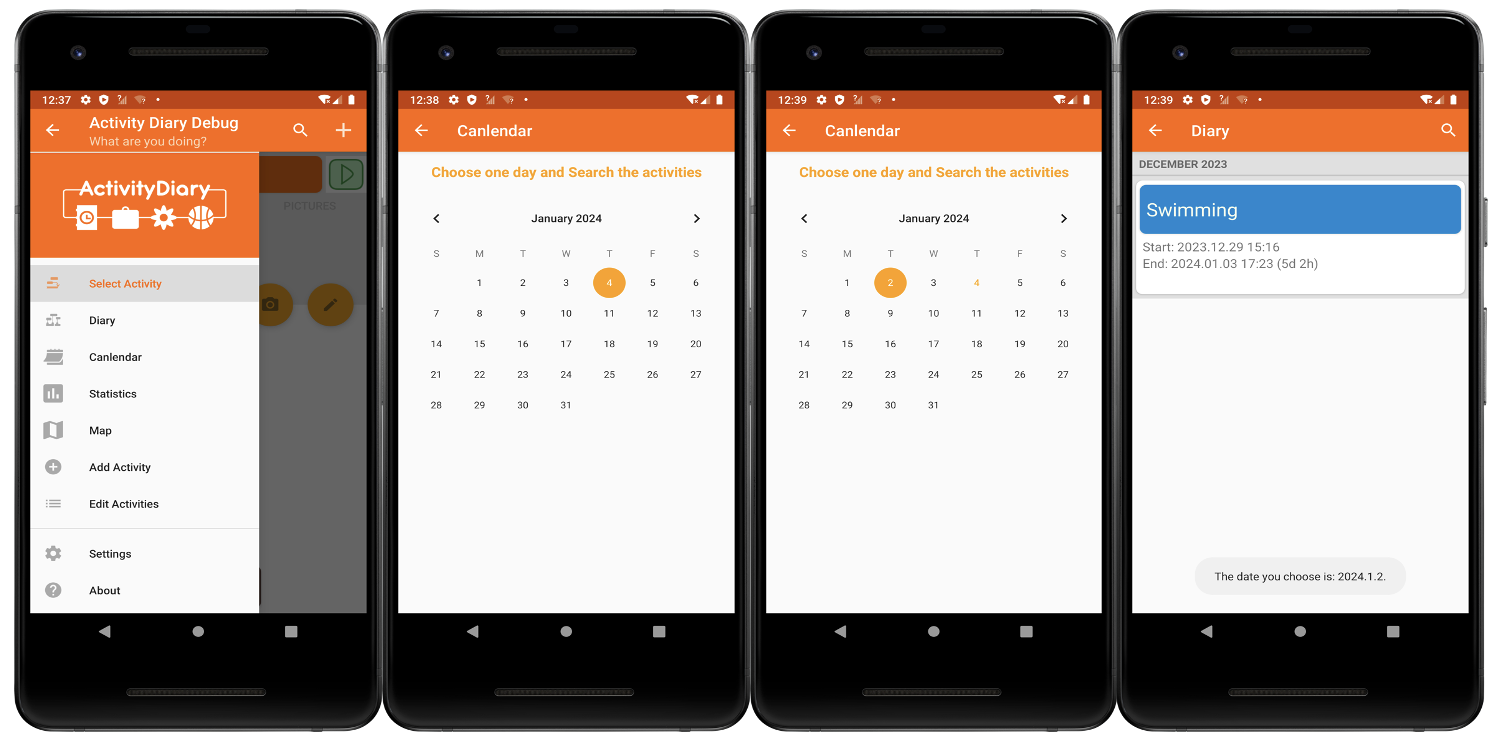 12:37
Activity Diary Debug
What are you doing?
ActivityDiary
PICTURES
Select Activity
Diary
Canlendar
Statistics
Map
Add Activity
Edit Activities
Settings
About
12:38
Canlendar
Choose one day and Search the activities
January 2024
S M T W T F S
1 2 3 4 5 6
7 8 9 10 11 12 13
14 15 16 17 18 19 20
21 22 23 24 25 26 27
28 29 30 31
12:39
Canlendar
Choose one day and Search the activities
January 2024
S M T W T F S
1 2 3 4 5 6
7 8 9 10 11 12 13
14 15 16 17 18 19 20
21 22 23 24 25 26 27
28 29 30 31
12:39
Diary
DECEMBER 2023
Swimming
Start: 2023.12.29 15:16
End: 2024.01.03 17:23 (5d 2h)
The date you choose is: 2024.1.2.